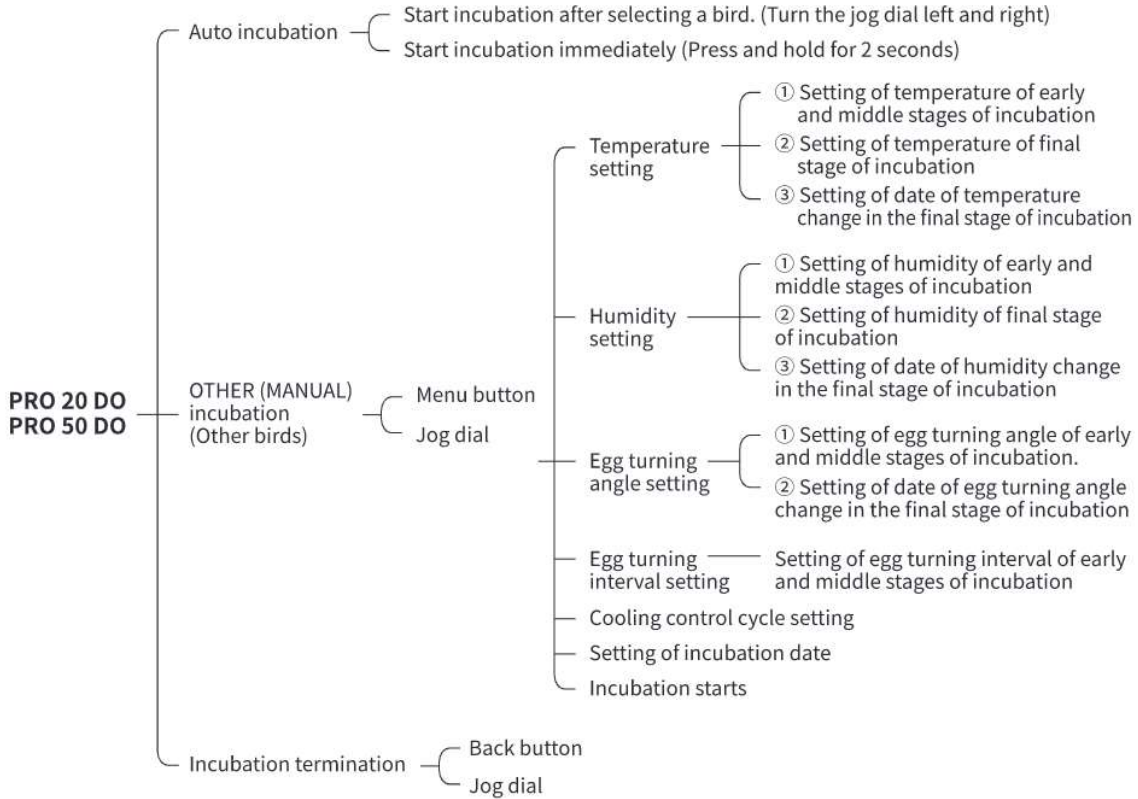 Auto incubation
Start incubation after selecting a bird. (Turn the jog dial left and right)
Start incubation immediately (Press and hold for 2 seconds)
PRO 20 DO
PRO 50 DO
OTHER (MANUAL)
incubation
(Other birds)
Menu button
Jog dial
Temperature
setting
① Setting of temperature of early
and middle stages of incubation
② Setting of temperature of final
stage of incubation
③ Setting of date of temperature
change in the final stage of incubation
Humidity
setting
① Setting of humidity of early and
middle stages of incubation
② Setting of humidity of final stage
of incubation
③ Setting of date of humidity change
in the final stage of incubation
Egg turning
angle setting
① Setting of egg turning angle of early
and middle stages of incubation.
② Setting of date of egg turning angle
change in the final stage of incubation
Egg turning
interval setting
Setting of egg turning interval of early
and middle stages of incubation
Cooling control cycle setting
Setting of incubation date
Incubation starts
Incubation termination
Back button
Jog dial